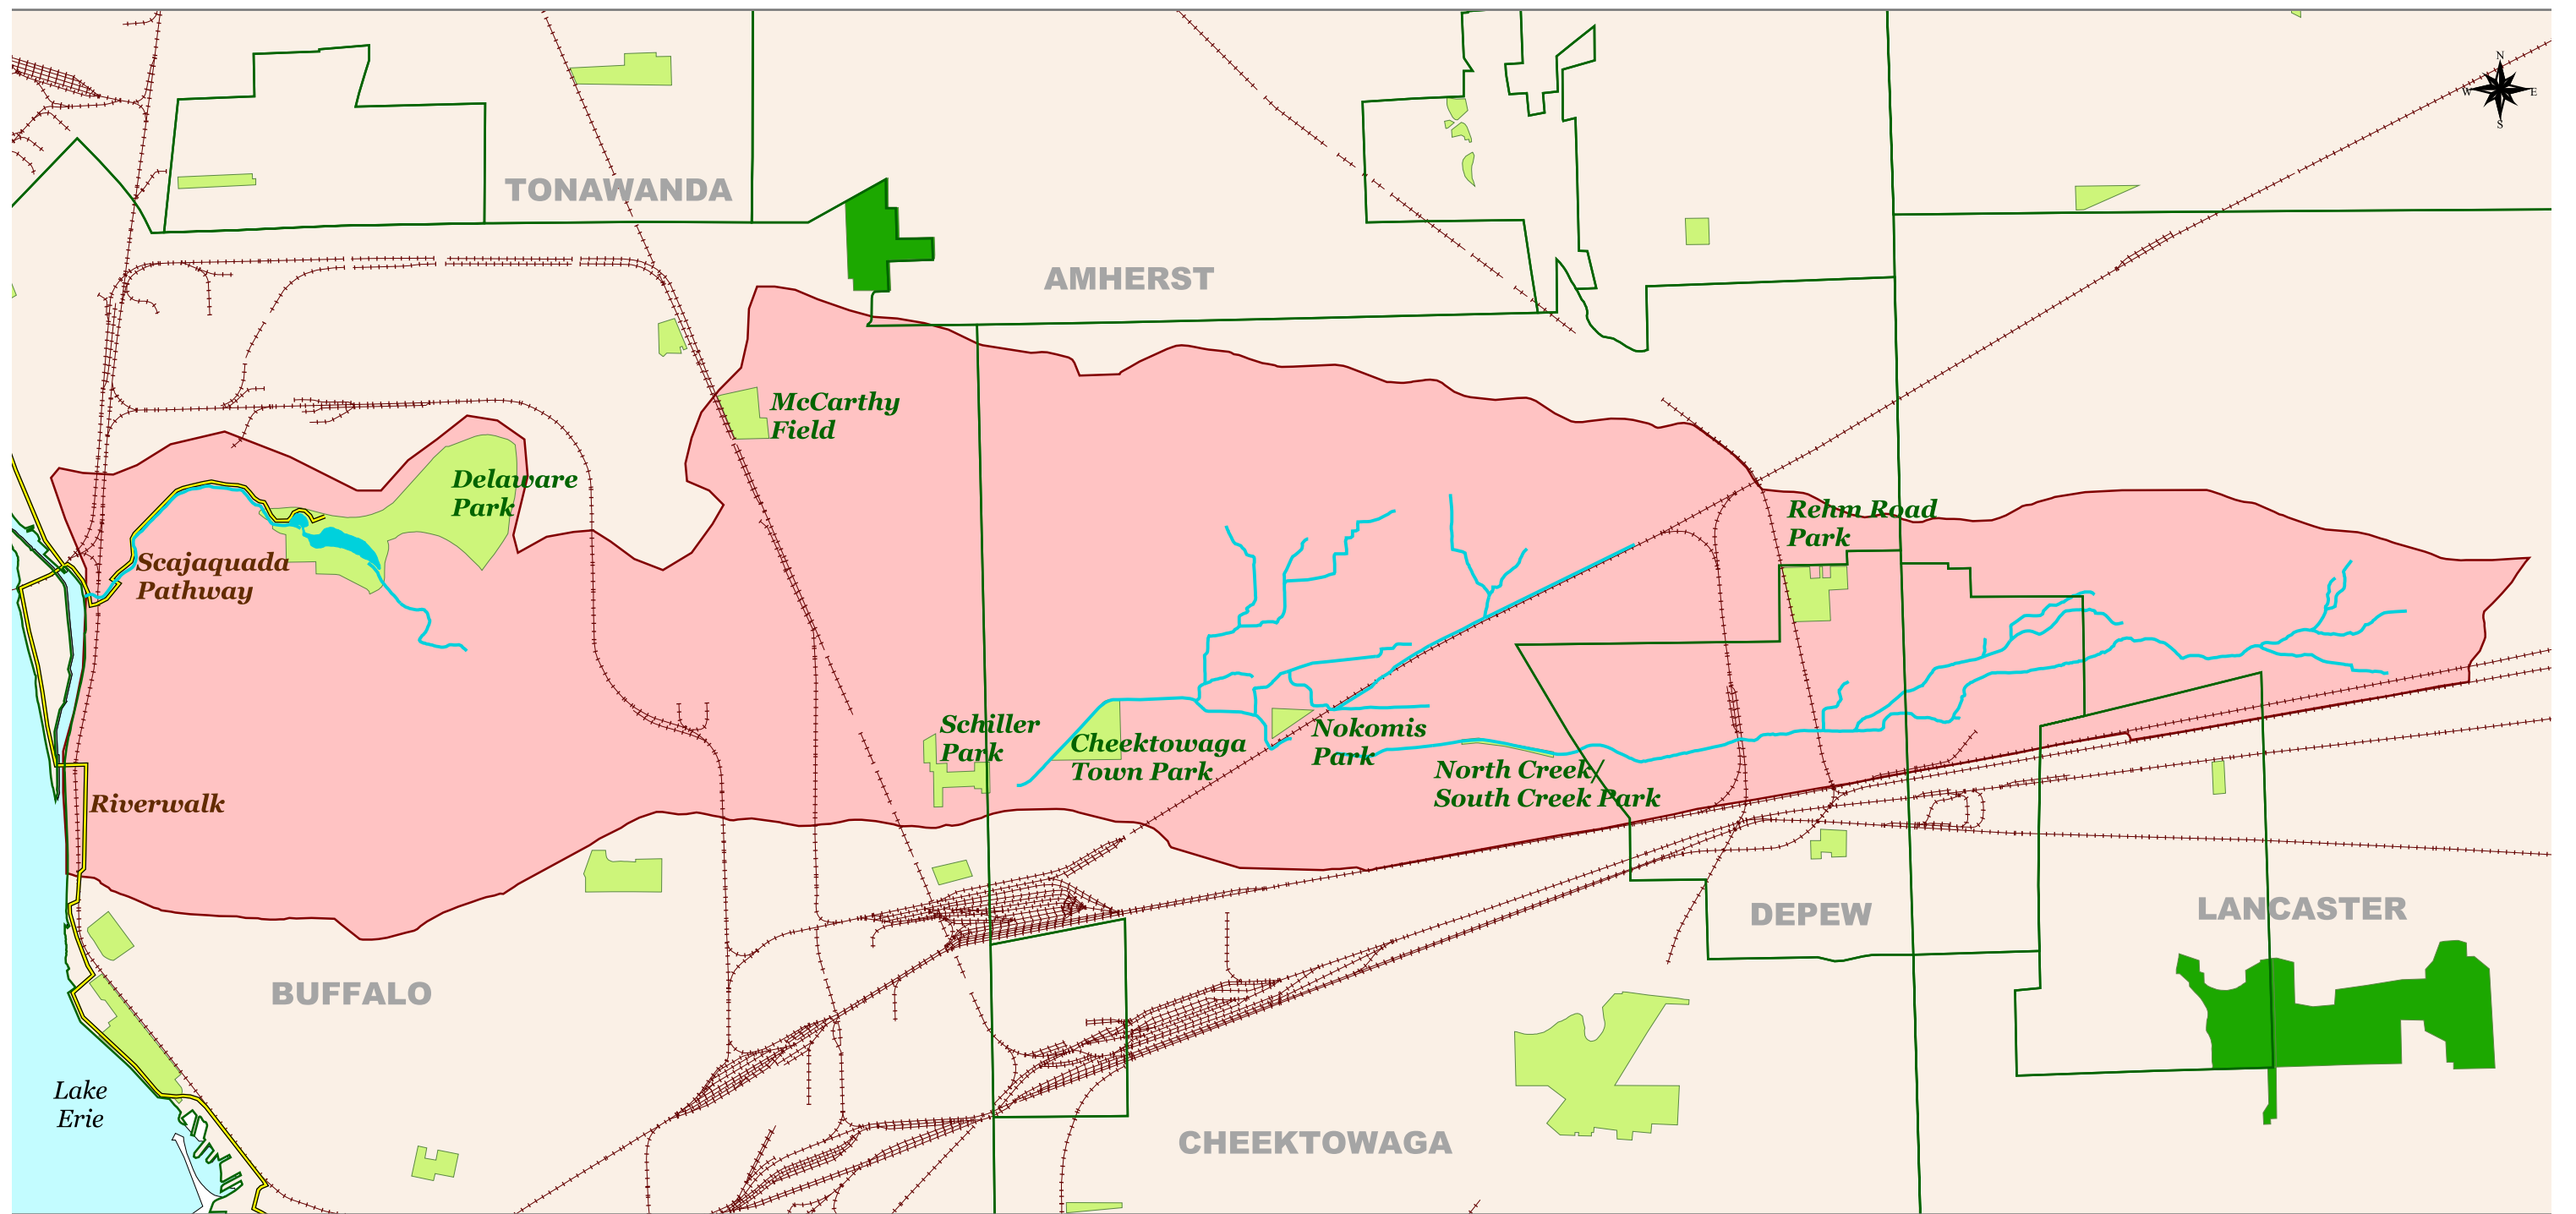 N
W E
S
TONAWANDA
AMHERST
McCarthy
Field
Delaware
Park
Rehm Road
Park
Scajaquada
Pathway
Schiller
Park
Cheektowaga
Town Park
Nokomis
Park
North Creek/
South Creek Park
Riverwalk
DEPEW
LANCASTER
BUFFALO
Lake
Erie
CHEEKTOWAGA